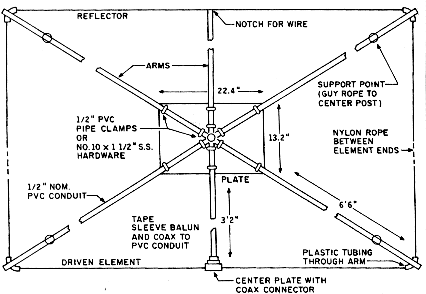 REFLECTOR
NOTCH FOR WIRE
ARMS
22.4"
SUPPORT POINT
(GUY ROPE TO
CENTER POST)
1/2" PVC
PIPE CLAMPS
OR
NO.10 x 1 1/2" S.S.
HARDWARE
13.2"
NYLON ROPE
BETWEEN
ELEMENT ENDS
PLATE
1/2" NOM.
PVC CONDUIT
3'2"
6'6"
TAPE
SLEEVE BALUN
AND COAX TO
PVC CONDUIT
DRIVEN ELEMENT
PLASTIC TUBING
THROUGH ARM
CENTER PLATE WITH
COAX CONNECTOR